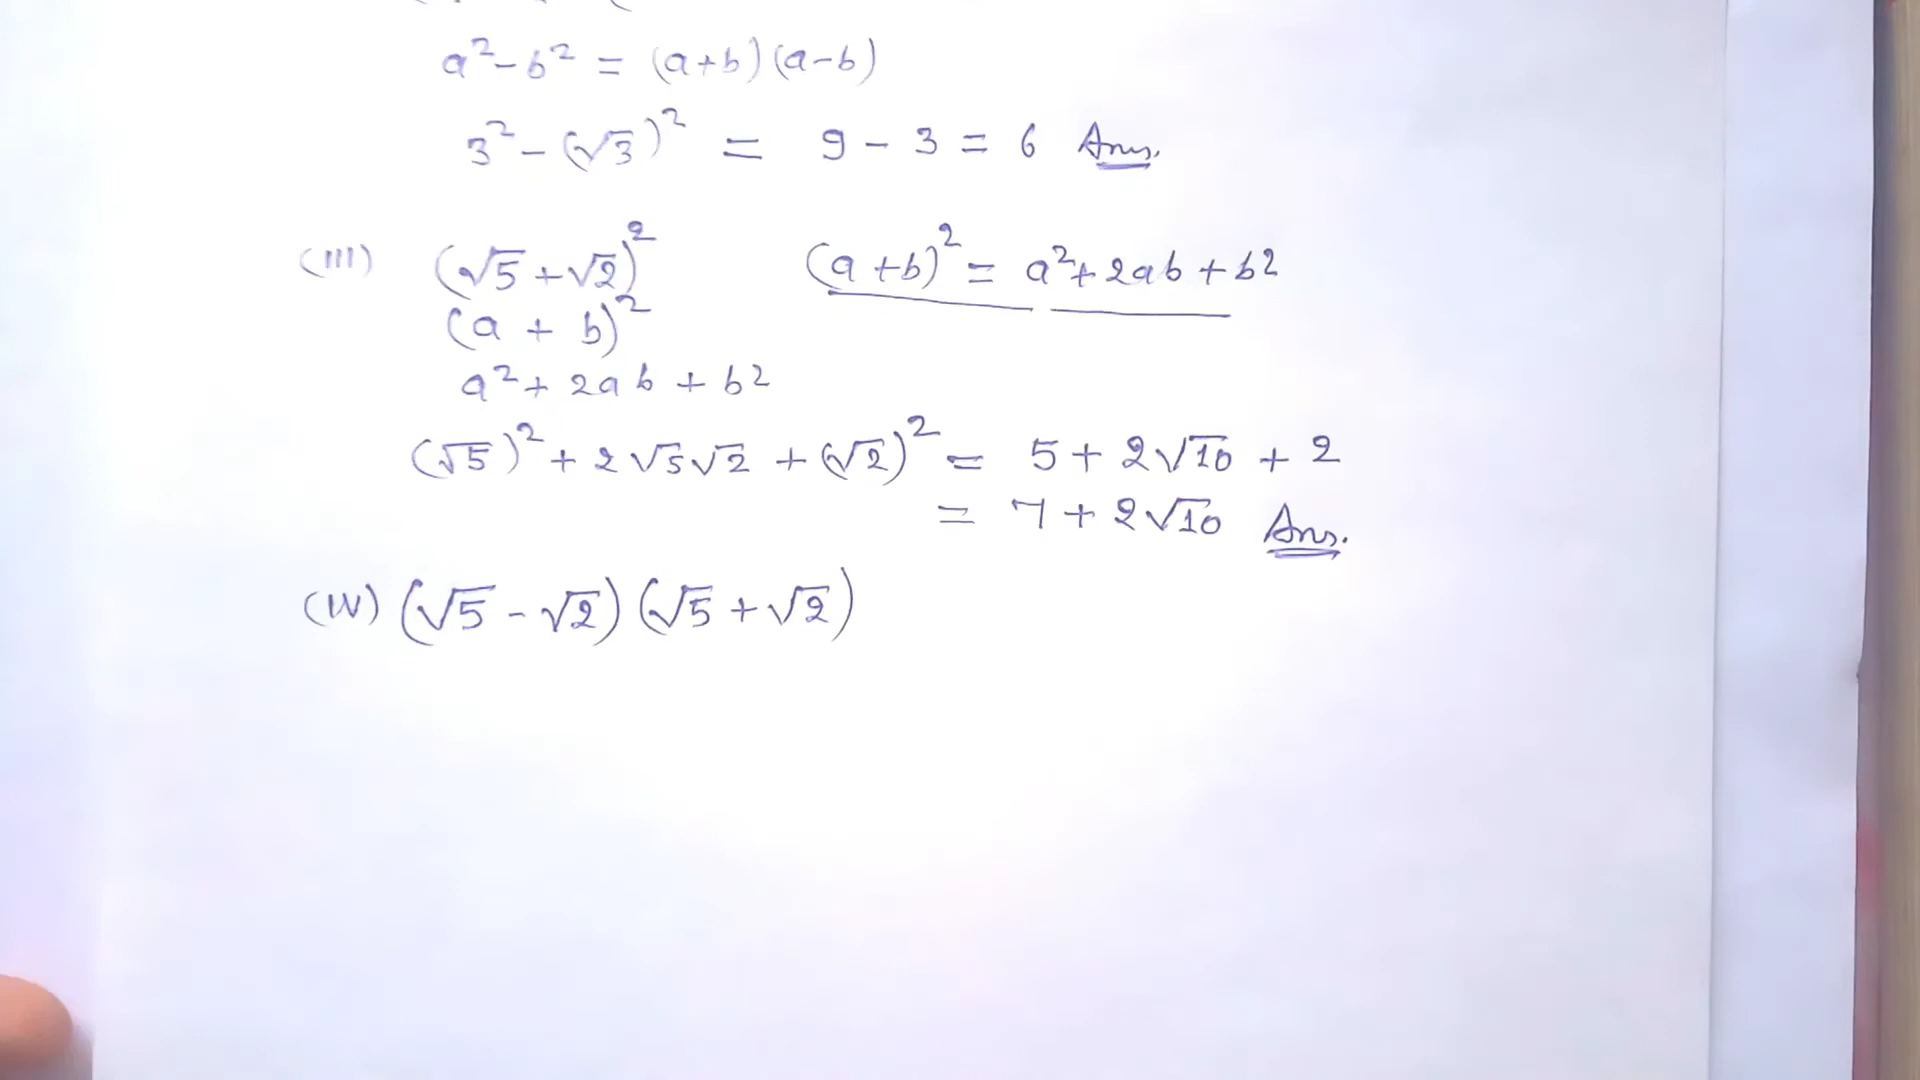 a²-b² = (a+b)(a-b)
3² - (√3)² = 9 - 3 = 6 Ans.
(III) (√5 + √2)² (a+b)² = a²+2ab+b²
(a + b)²
a² + 2ab + b²
(√5)² + 2√5√2 + (√2)² = 5 + 2√10 + 2
= 7 + 2√10 Ans.
(IV) (√5 - √2) (√5 + √2)